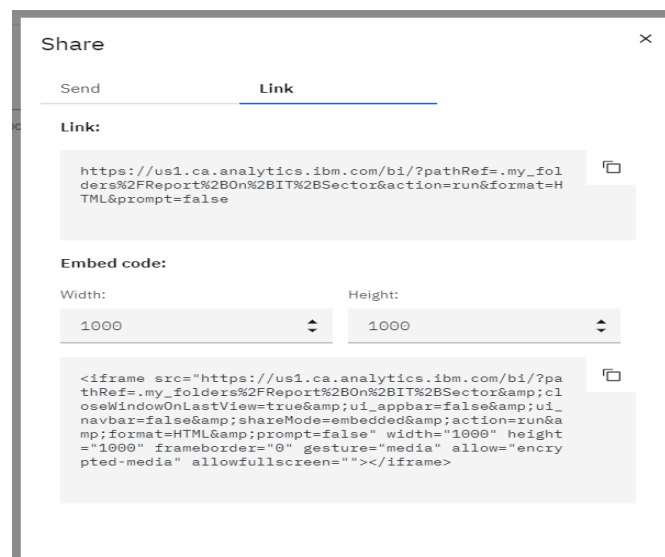 Share
Send Link
Link:
https://us1.ca.analytics.ibm.com/bi/?pathRef=.my_fol
ders%2FReport%2BOn%2BIT%2BSector&action=run&format=H
TML&prompt=false
Embed code:
Width: Height:
1000 1000
<iframe src="https://us1.ca.analytics.ibm.com/bi/?pa
thRef=.my_folders%2FReport%2BOn%2BIT%2BSector&amp;cl
oseWindowOnLastView=true&amp;ui_appbar=false&amp;ui_
navbar=false&amp;shareMode=embedded&amp;action=run&a
mp;format=HTML&amp;prompt=false" width="1000" height
="1000" frameborder="0" gesture="media" allow="encry
pted-media" allowfullscreen=""></iframe>